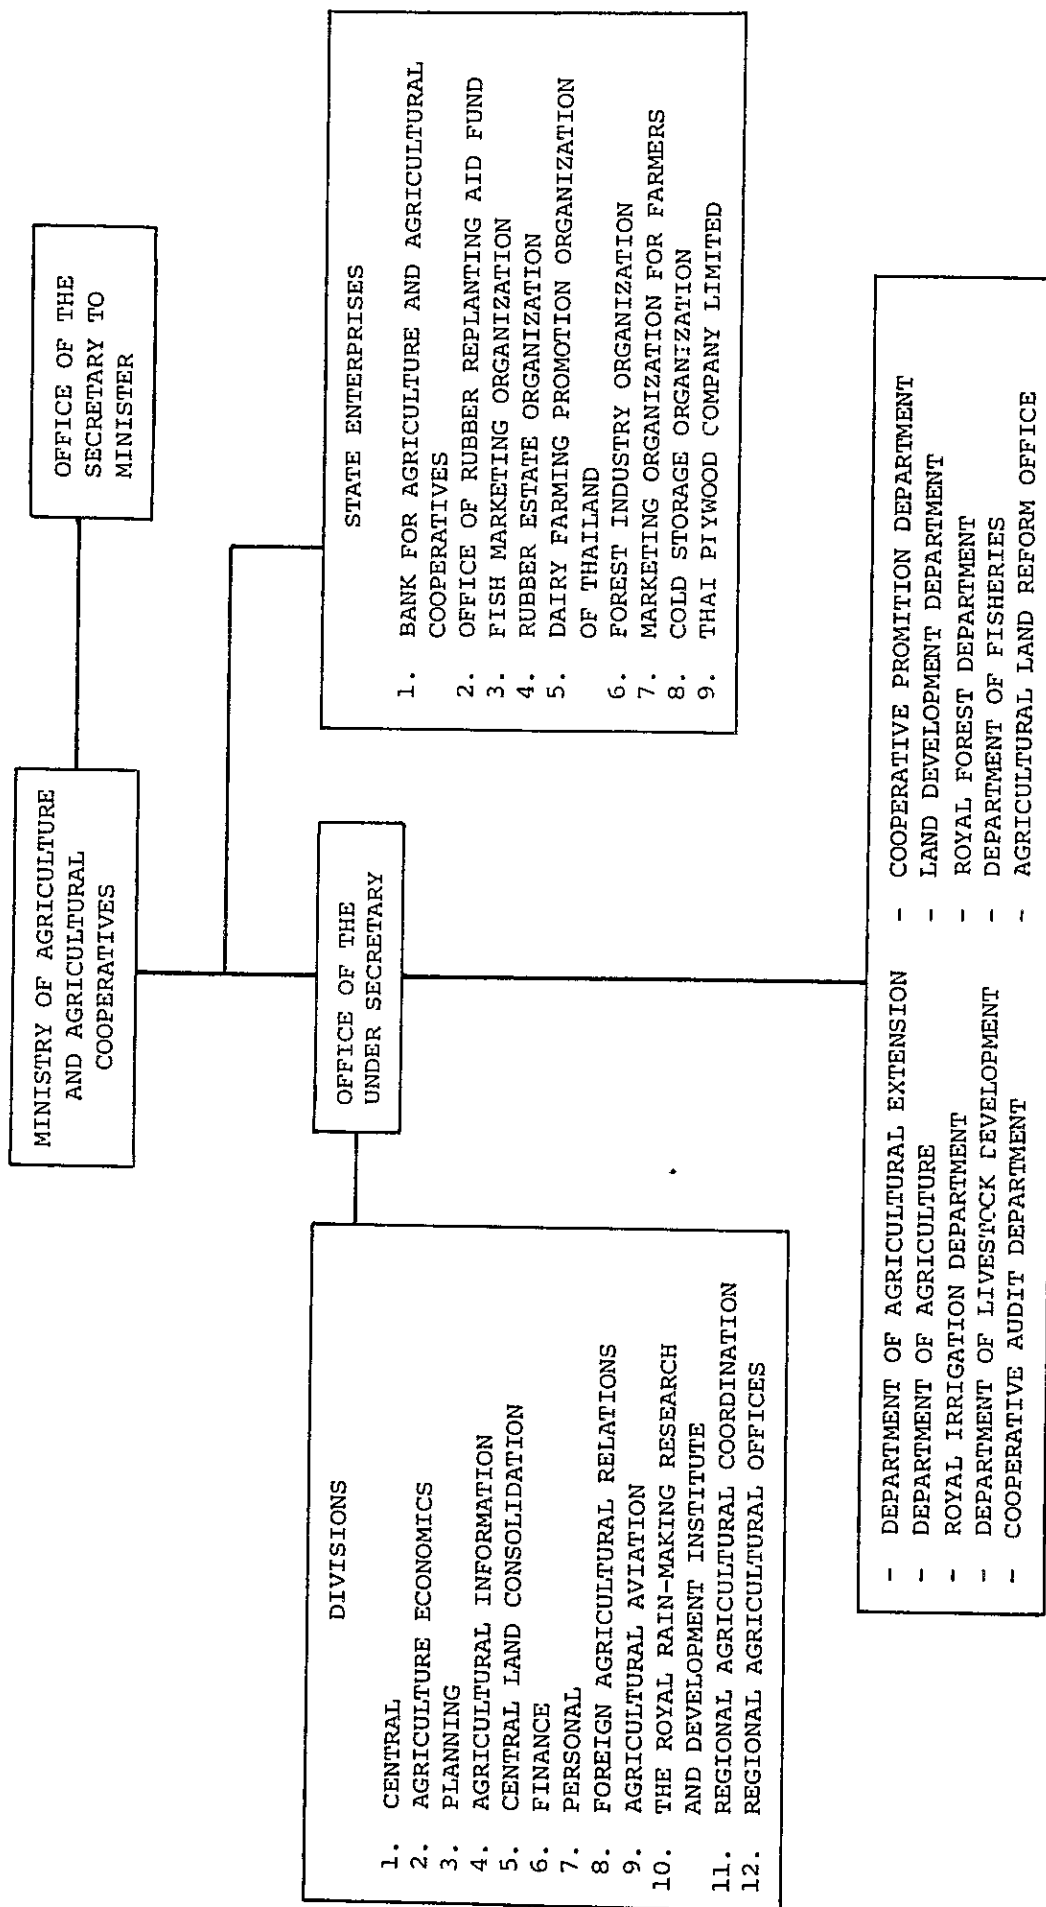 MINISTRY OF AGRICULTURE
AND AGRICULTURAL
COOPERATIVES
OFFICE OF THE
SECRETARY TO
MINISTER
OFFICE OF THE
UNDER SECRETARY
DIVISIONS
1. CENTRAL
2. AGRICULTURE ECONOMICS
3. PLANNING
4. AGRICULTURAL INFORMATION
5. CENTRAL LAND CONSOLIDATION
6. FINANCE
7. PERSONAL
8. FOREIGN AGRICULTURAL RELATIONS
9. AGRICULTURAL AVIATION
10. THE ROYAL RAIN-MAKING RESEARCH
AND DEVELOPMENT INSTITUTE
11. REGIONAL AGRICULTURAL COORDINATION
12. REGIONAL AGRICULTURAL OFFICES
STATE ENTERPRISES
1. BANK FOR AGRICULTURE AND AGRICULTURAL
COOPERATIVES
2. OFFICE OF RUBBER REPLANTING AID FUND
3. FISH MARKETING ORGANIZATION
4. RUBBER ESTATE ORGANIZATION
5. DAIRY FARMING PROMOTION ORGANIZATION
OF THAILAND
6. FOREST INDUSTRY ORGANIZATION
7. MARKETING ORGANIZATION FOR FARMERS
8. COLD STORAGE ORGANIZATION
9. THAI PIYWOOD COMPANY LIMITED
- DEPARTMENT OF AGRICULTURAL EXTENSION
- DEPARTMENT OF AGRICULTURE
- ROYAL IRRIGATION DEPARTMENT
- DEPARTMENT OF LIVESTOCK DEVELOPMENT
- COOPERATIVE AUDIT DEPARTMENT
- COOPERATIVE PROMITION DEPARTMENT
- LAND DEVELOPMENT DEPARTMENT
- ROYAL FOREST DEPARTMENT
- DEPARTMENT OF FISHERIES
- AGRICULTURAL LAND REFORM OFFICE